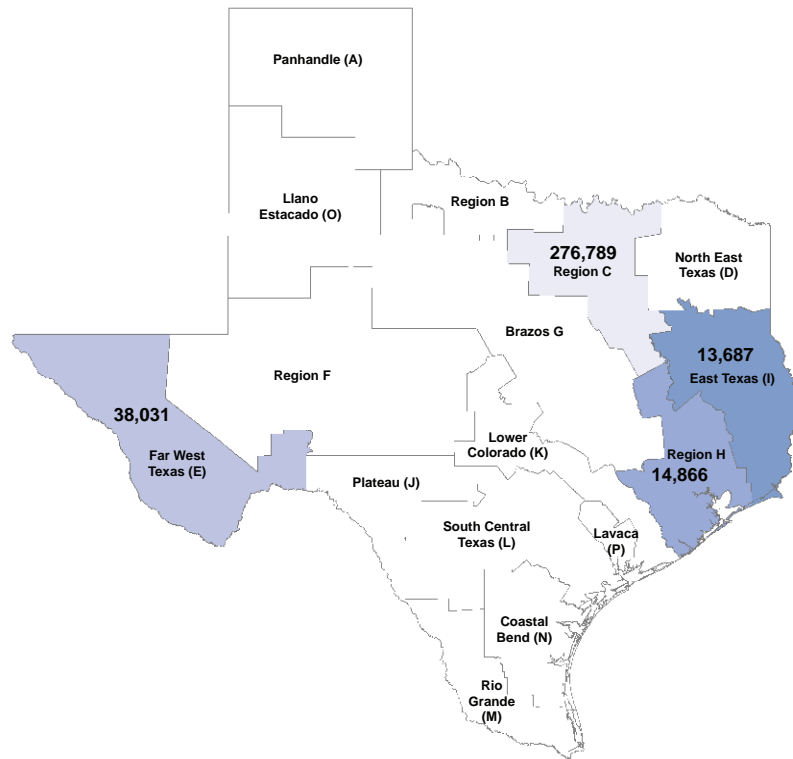 Panhandle (A)
Llano
Estacado (O)
Region B
276,789
Region C
North East
Texas (D)
Brazos G
13,687
East Texas (I)
Region F
38,031
Far West
Texas (E)
Lower
Colorado (K)
Region H
14,866
Plateau (J)
South Central
Texas (L)
Lavaca
(P)
Coastal
Bend (N)
Rio
Grande
(M)